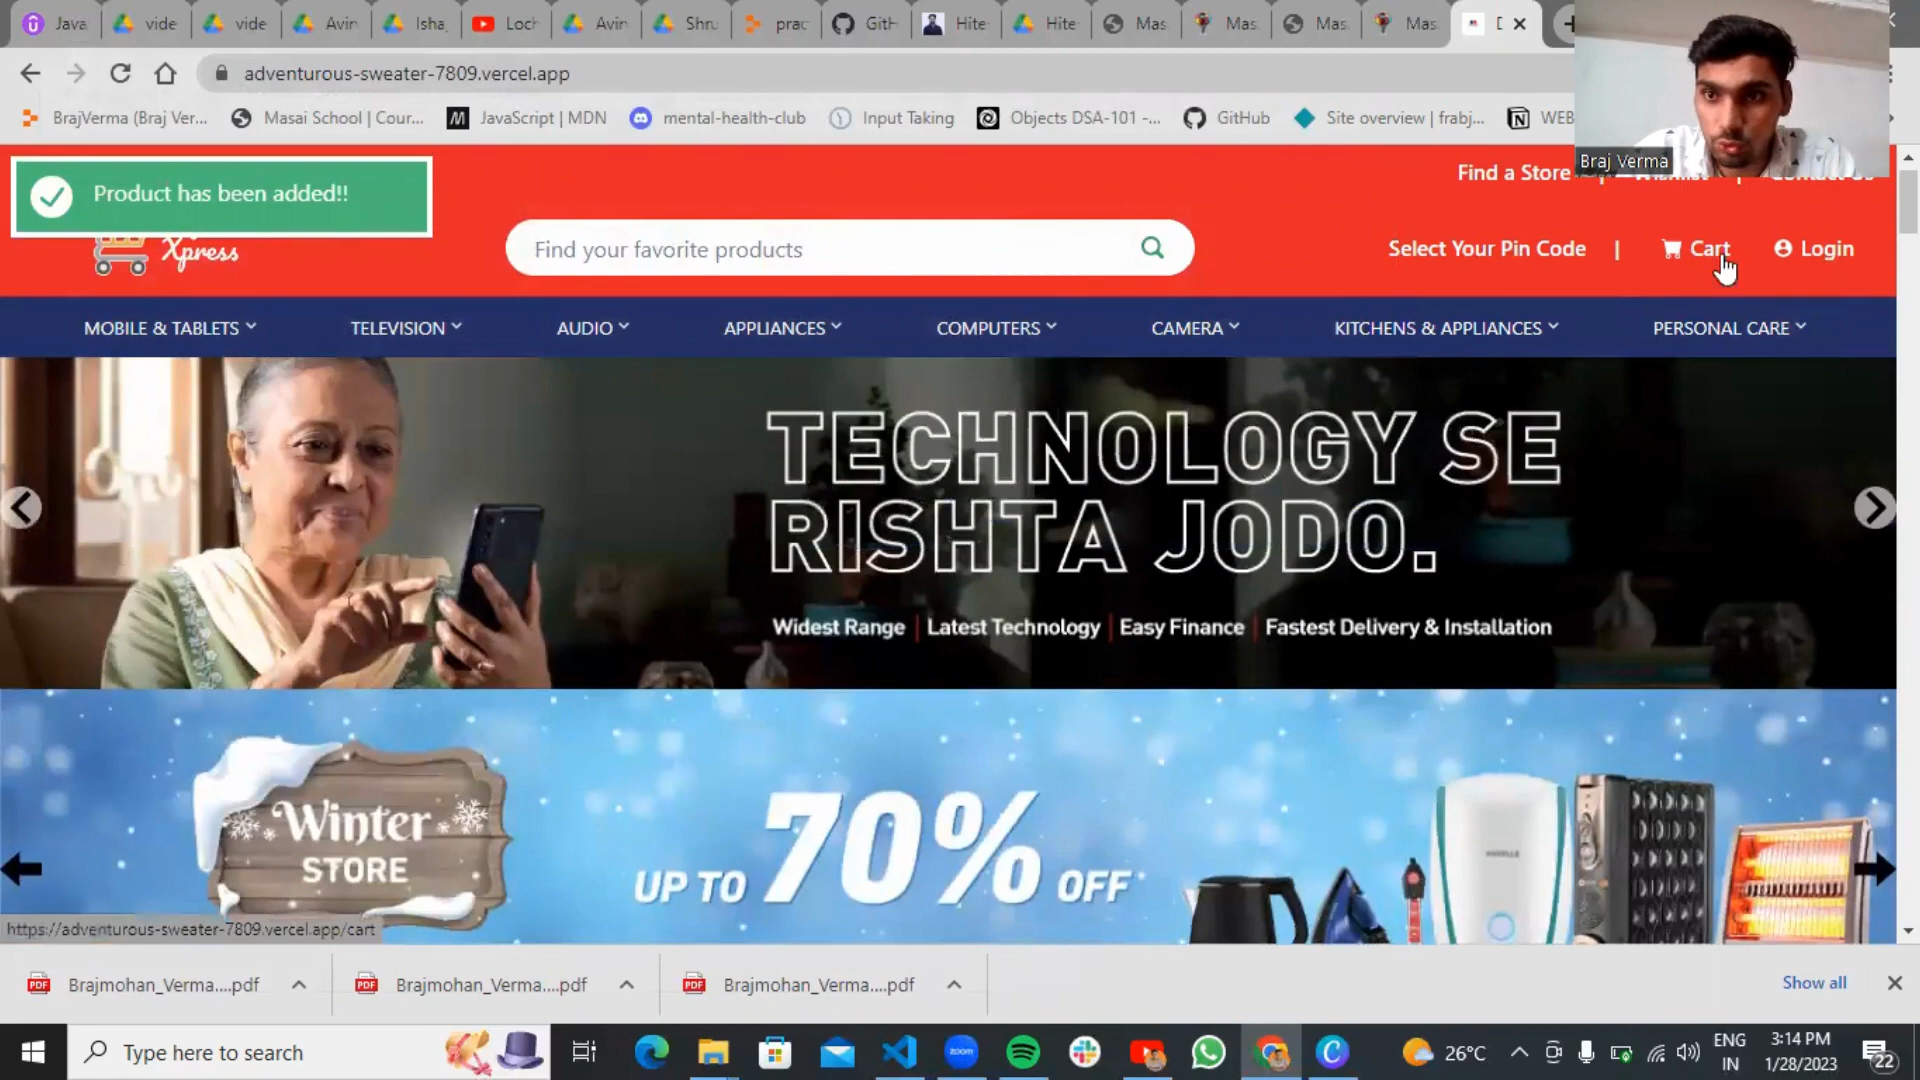 Java
vide
vide
Avin
Isha
Loch
Avin
Shru
prac
GitH
Hite
Hite
Mas
Mas
Mas
Mas
adventurous-sweater-7809.vercel.app
BrajVerma (Braj Ver...
Masai School | Cour...
JavaScript | MDN
mental-health-club
Input Taking
Objects DSA-101 -...
GitHub
Site overview | frabj...
WEB
Braj Verma
Product has been added!!
Find a Store
Xpress
Find your favorite products
Select Your Pin Code | Cart Login
MOBILE & TABLETS
TELEVISION
AUDIO
APPLIANCES
COMPUTERS
CAMERA
KITCHENS & APPLIANCES
PERSONAL CARE
TECHNOLOGY SE
RISHTA JODO.
Widest Range | Latest Technology | Easy Finance | Fastest Delivery & Installation
Winter
STORE
UP TO 70% OFF*
HAVELLS
https://adventurous-sweater-7809.vercel.app/cart
PDF Brajmohan_Verma....pdf
PDF Brajmohan_Verma....pdf
PDF Brajmohan_Verma....pdf
Show all
Type here to search
zoom
26°C
ENG
IN
3:14 PM
1/28/2023
22